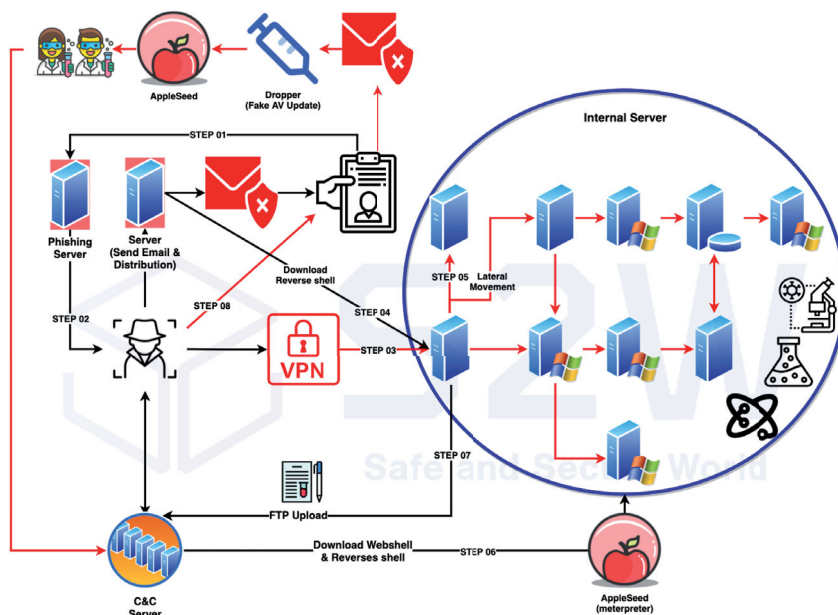 AppleSeed
Dropper
(Fake AV Update)
Internal Server
STEP 01
Phishing
Server
Server
(Send Email &
Distribution)
Download
Reverse shell
STEP 05
Lateral
Movement
STEP 02
STEP 08
STEP 04
VPN
STEP 03
S2W
Safe and Secure World
STEP 07
FTP Upload
Download Webshell
& Reverses shell
STEP 06
C&C
Server
AppleSeed
(meterpreter)